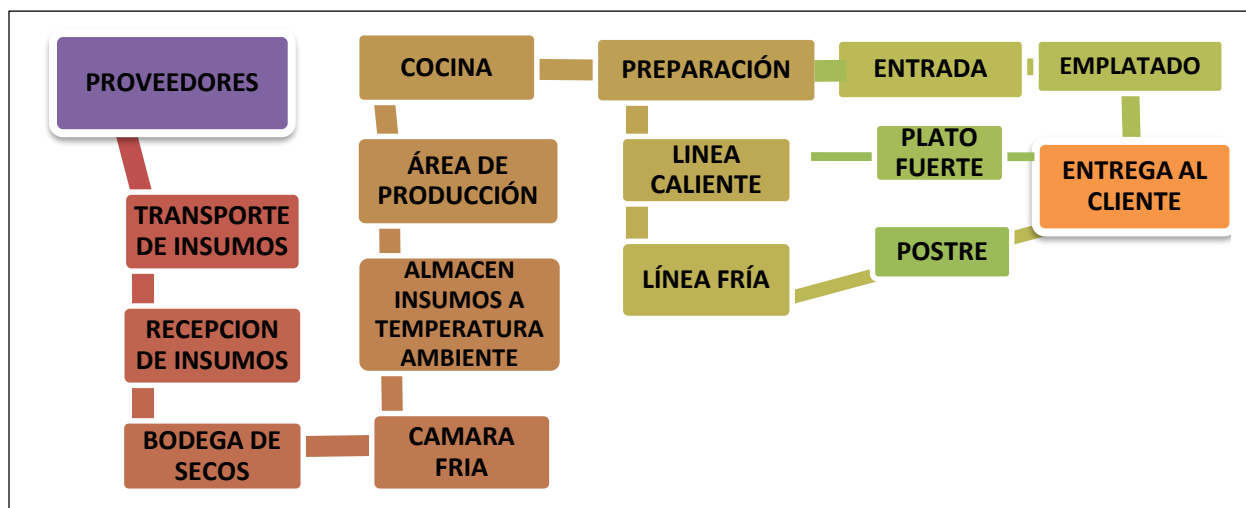 PROVEEDORES
TRANSPORTE
DE INSUMOS
RECEPCION
DE INSUMOS
BODEGA DE
SECOS
CAMARA
FRIA
ALMACEN
INSUMOS A
TEMPERATURA
AMBIENTE
ÁREA DE
PRODUCCIÓN
COCINA
PREPARACIÓN
LINEA
CALIENTE
LÍNEA FRÍA
ENTRADA
PLATO
FUERTE
POSTRE
EMPLATADO
ENTREGA AL
CLIENTE